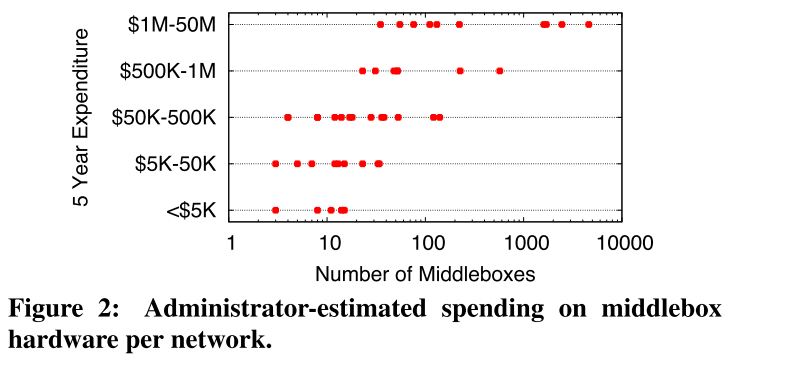 $1M-50M
$500K-1M
$50K-500K
$5K-50K
<$5K
5 Year Expenditure
1 10 100 1000 10000
Number of Middleboxes
Figure 2: Administrator-estimated spending on middlebox
hardware per network.